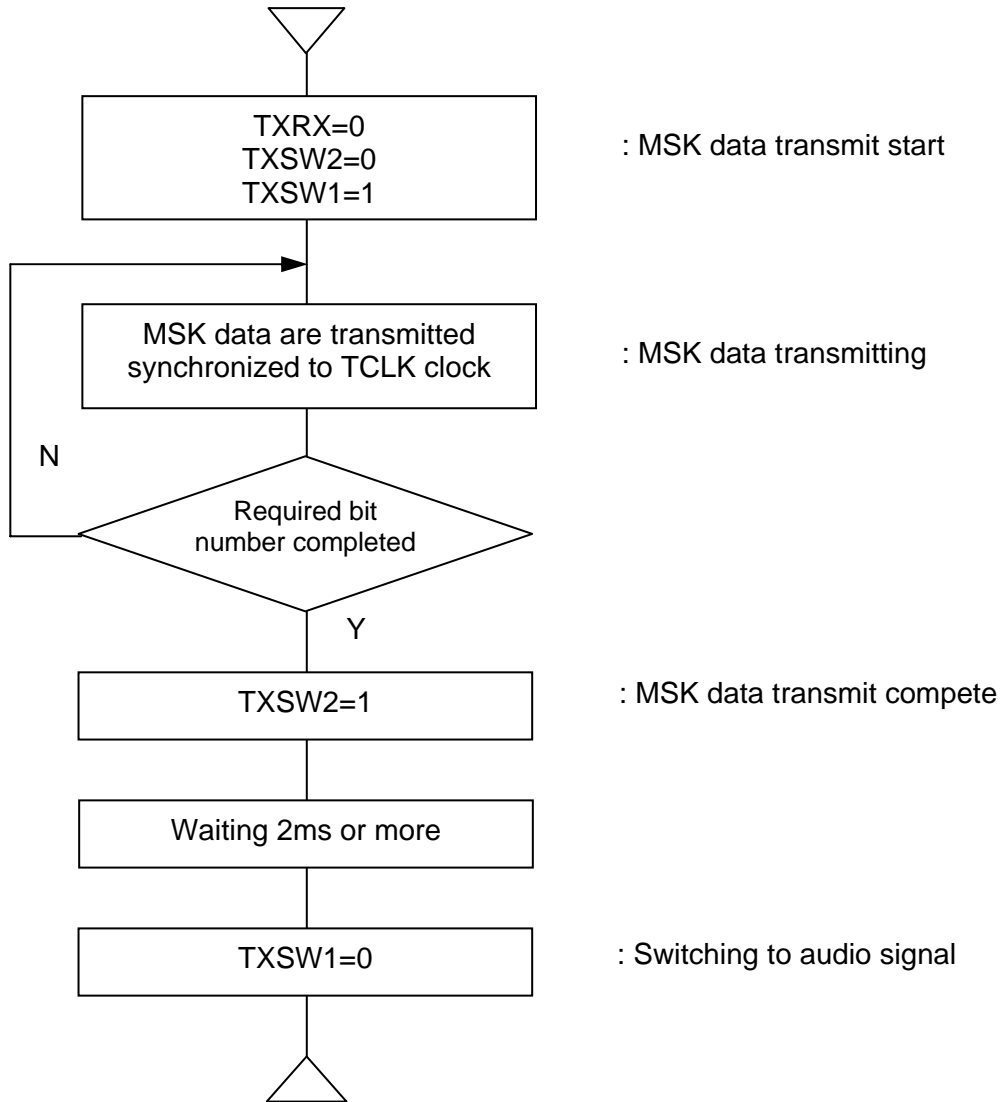 TXRX=0
TXSW2=0
TXSW1=1
: MSK data transmit start
MSK data are transmitted
synchronized to TCLK clock
: MSK data transmitting
N
Required bit
number completed
Y
TXSW2=1
: MSK data transmit compete
Waiting 2ms or more
TXSW1=0
: Switching to audio signal